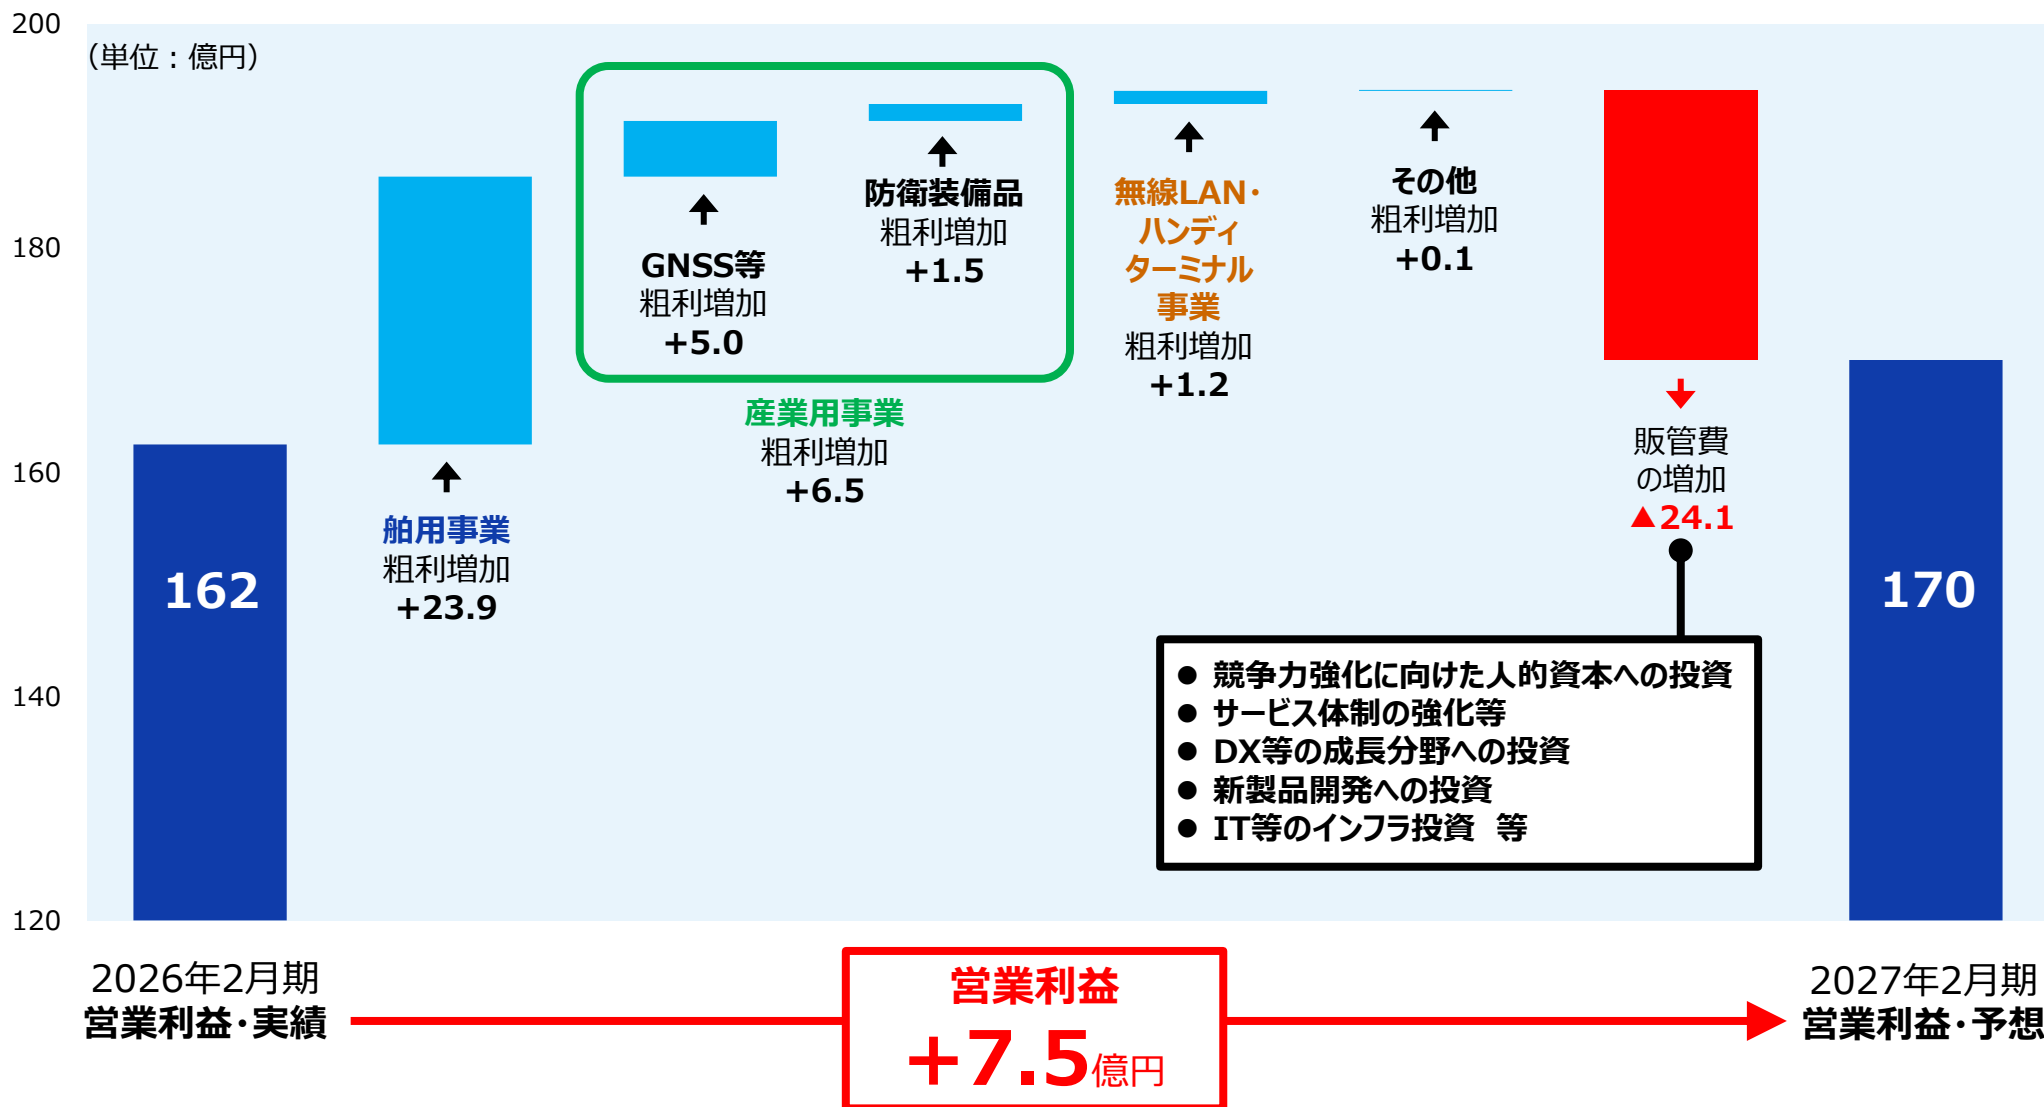 200
(単位：億円)
180
160
140
120
162
舶用事業
粗利増加
+23.9
GNSS等
粗利増加
+5.0
防衛装備品
粗利増加
+1.5
産業用事業
粗利増加
+6.5
無線LAN・
ハンディ
ターミナル
事業
粗利増加
+1.2
その他
粗利増加
+0.1
販管費
の増加
▲24.1
● 競争力強化に向けた人的資本への投資
● サービス体制の強化等
● DX等の成長分野への投資
● 新製品開発への投資
● IT等のインフラ投資　等
170
2026年2月期
営業利益・実績
営業利益
+7.5億円
2027年2月期
営業利益・予想